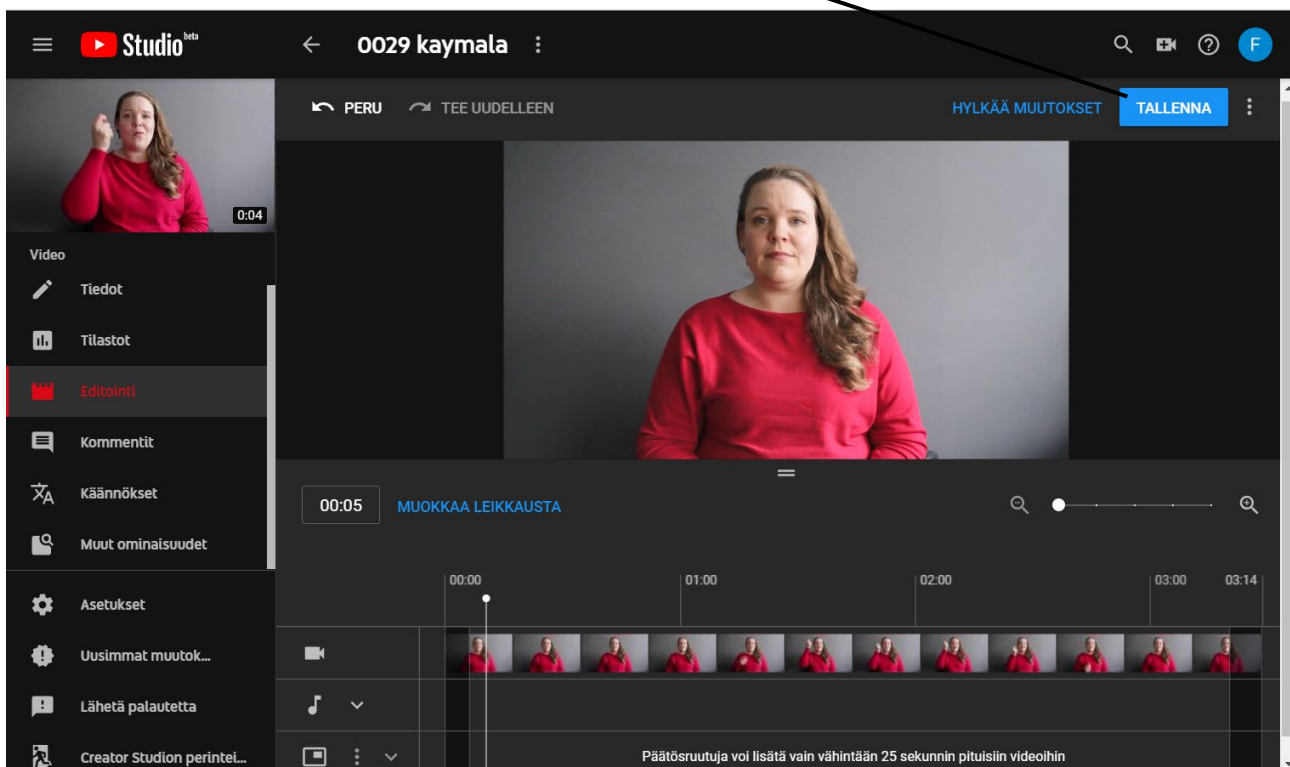 Studio beta
0029 kaymala
F
PERU
TEE UUDELLEEN
HYLKÄÄ MUUTOKSET
TALLENNA
0:04
Video
Tiedot
Tilastot
Editointi
Kommentit
Käännökset
Muut ominaisuudet
Asetukset
Uusimmat muutok...
Lähetä palautetta
Creator Studion perintei...
00:05
MUOKKAA LEIKKAUSTA
00:00
01:00
02:00
03:00
03:14
Päätösruutuja voi lisätä vain vähintään 25 sekunnin pituisiin videoihin